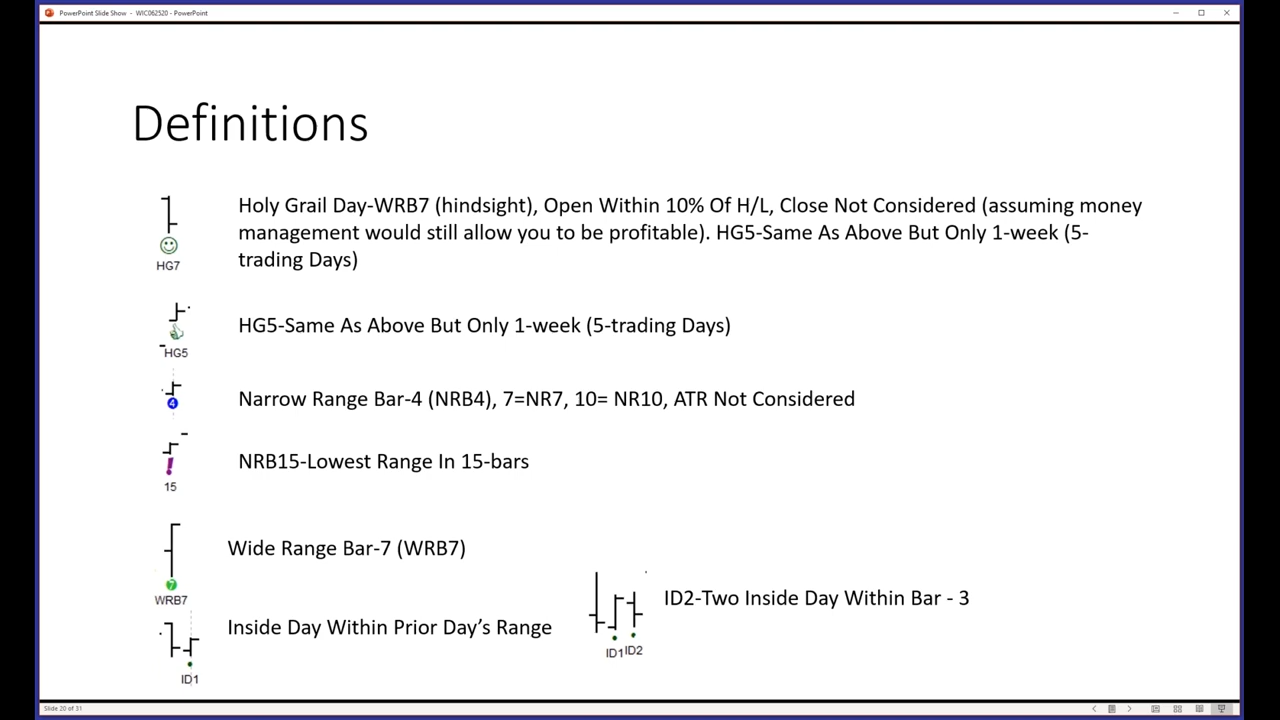 PowerPoint Slide Show - WIC062520 - PowerPoint
Definitions
Holy Grail Day-WRB7 (hindsight), Open Within 10% Of H/L, Close Not Considered (assuming money
management would still allow you to be profitable). HG5-Same As Above But Only 1-week (5-
trading Days)
HG7
HG5-Same As Above But Only 1-week (5-trading Days)
HG5
Narrow Range Bar-4 (NRB4), 7=NR7, 10= NR10, ATR Not Considered
4
NRB15-Lowest Range In 15-bars
15
Wide Range Bar-7 (WRB7)
7
WRB7
Inside Day Within Prior Day’s Range
ID1
ID2-Two Inside Day Within Bar - 3
ID1 ID2
Slide 20 of 31